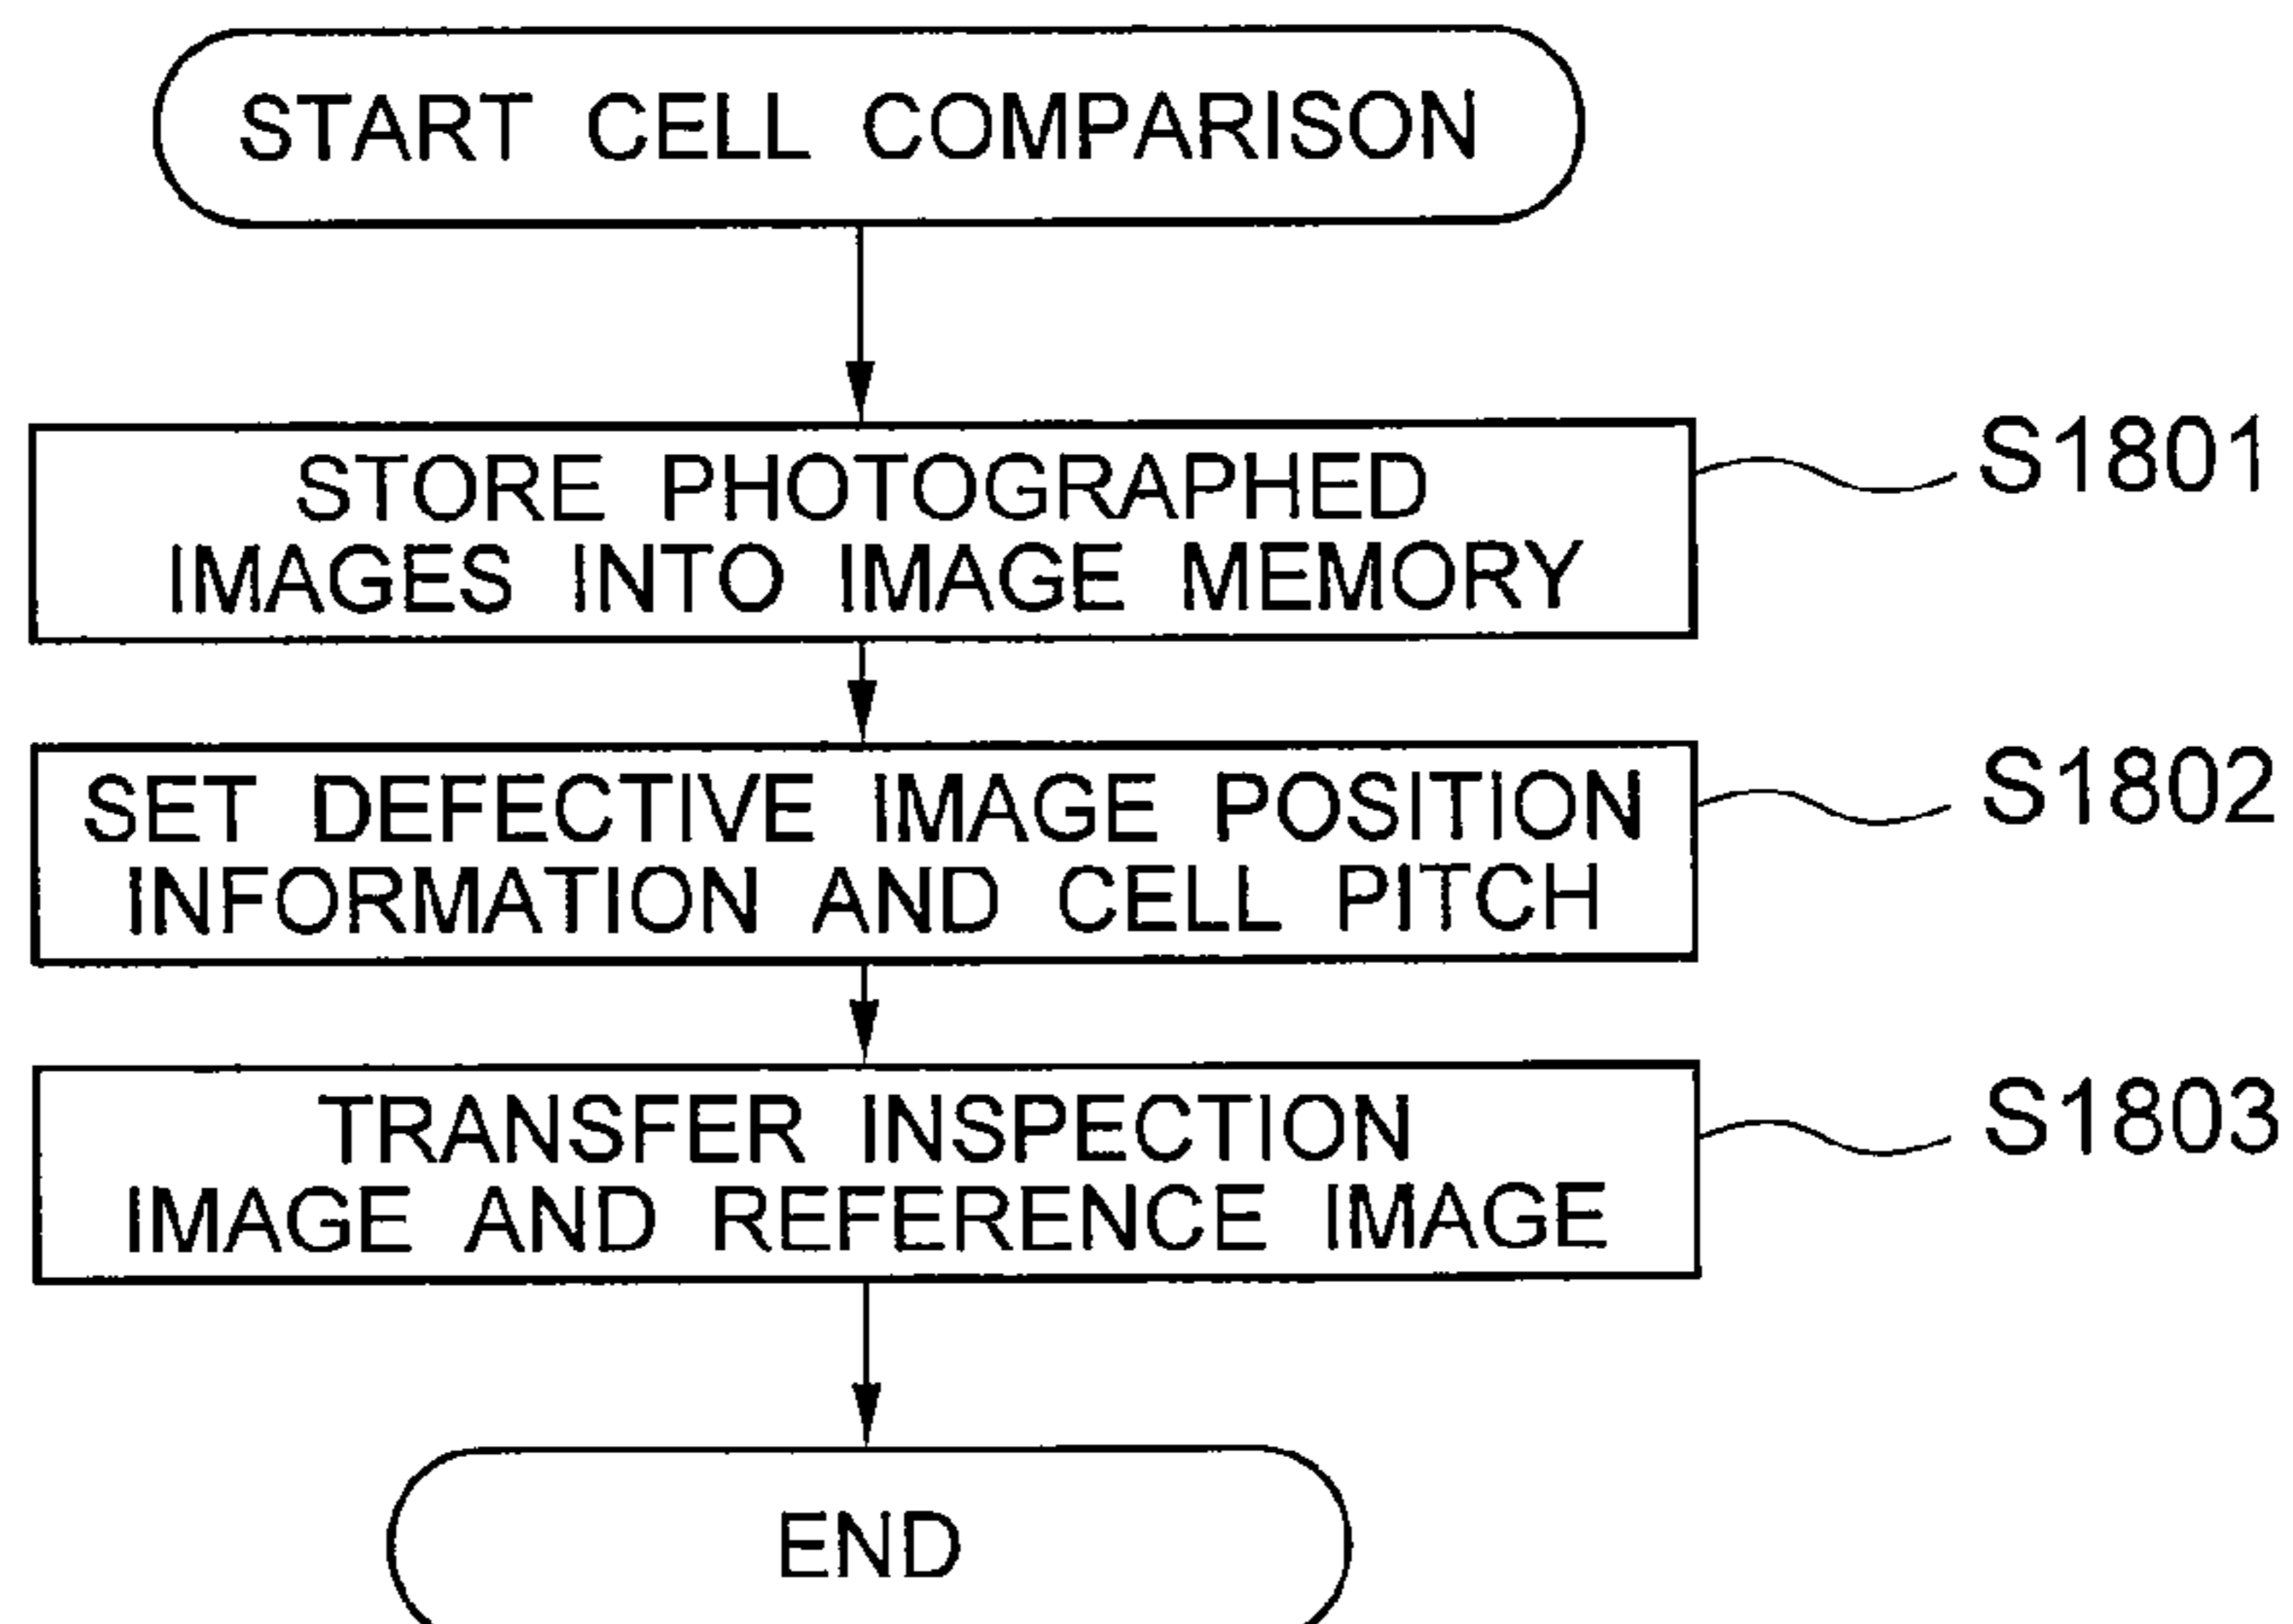 START CELL COMPARISON
STORE PHOTOGRAPHED
IMAGES INTO IMAGE MEMORY
S1801
SET DEFECTIVE IMAGE POSITION
INFORMATION AND CELL PITCH
S1802
TRANSFER INSPECTION
IMAGE AND REFERENCE IMAGE
S1803
END